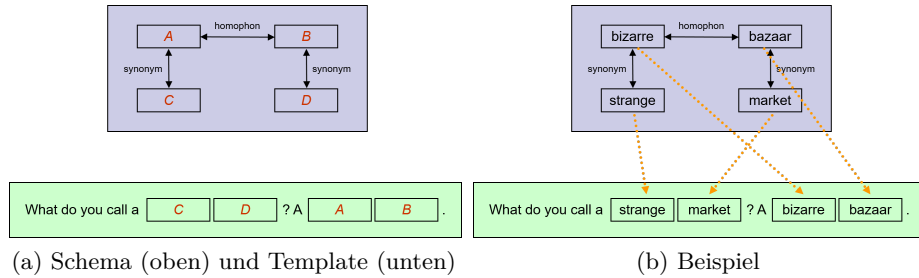 homophon
A B
synonym synonym
C D
What do you call a C D ? A A B .
(a) Schema (oben) und Template (unten)
homophon
bizarre bazaar
synonym synonym
strange market
What do you call a strange market ? A bizarre bazaar .
(b) Beispiel